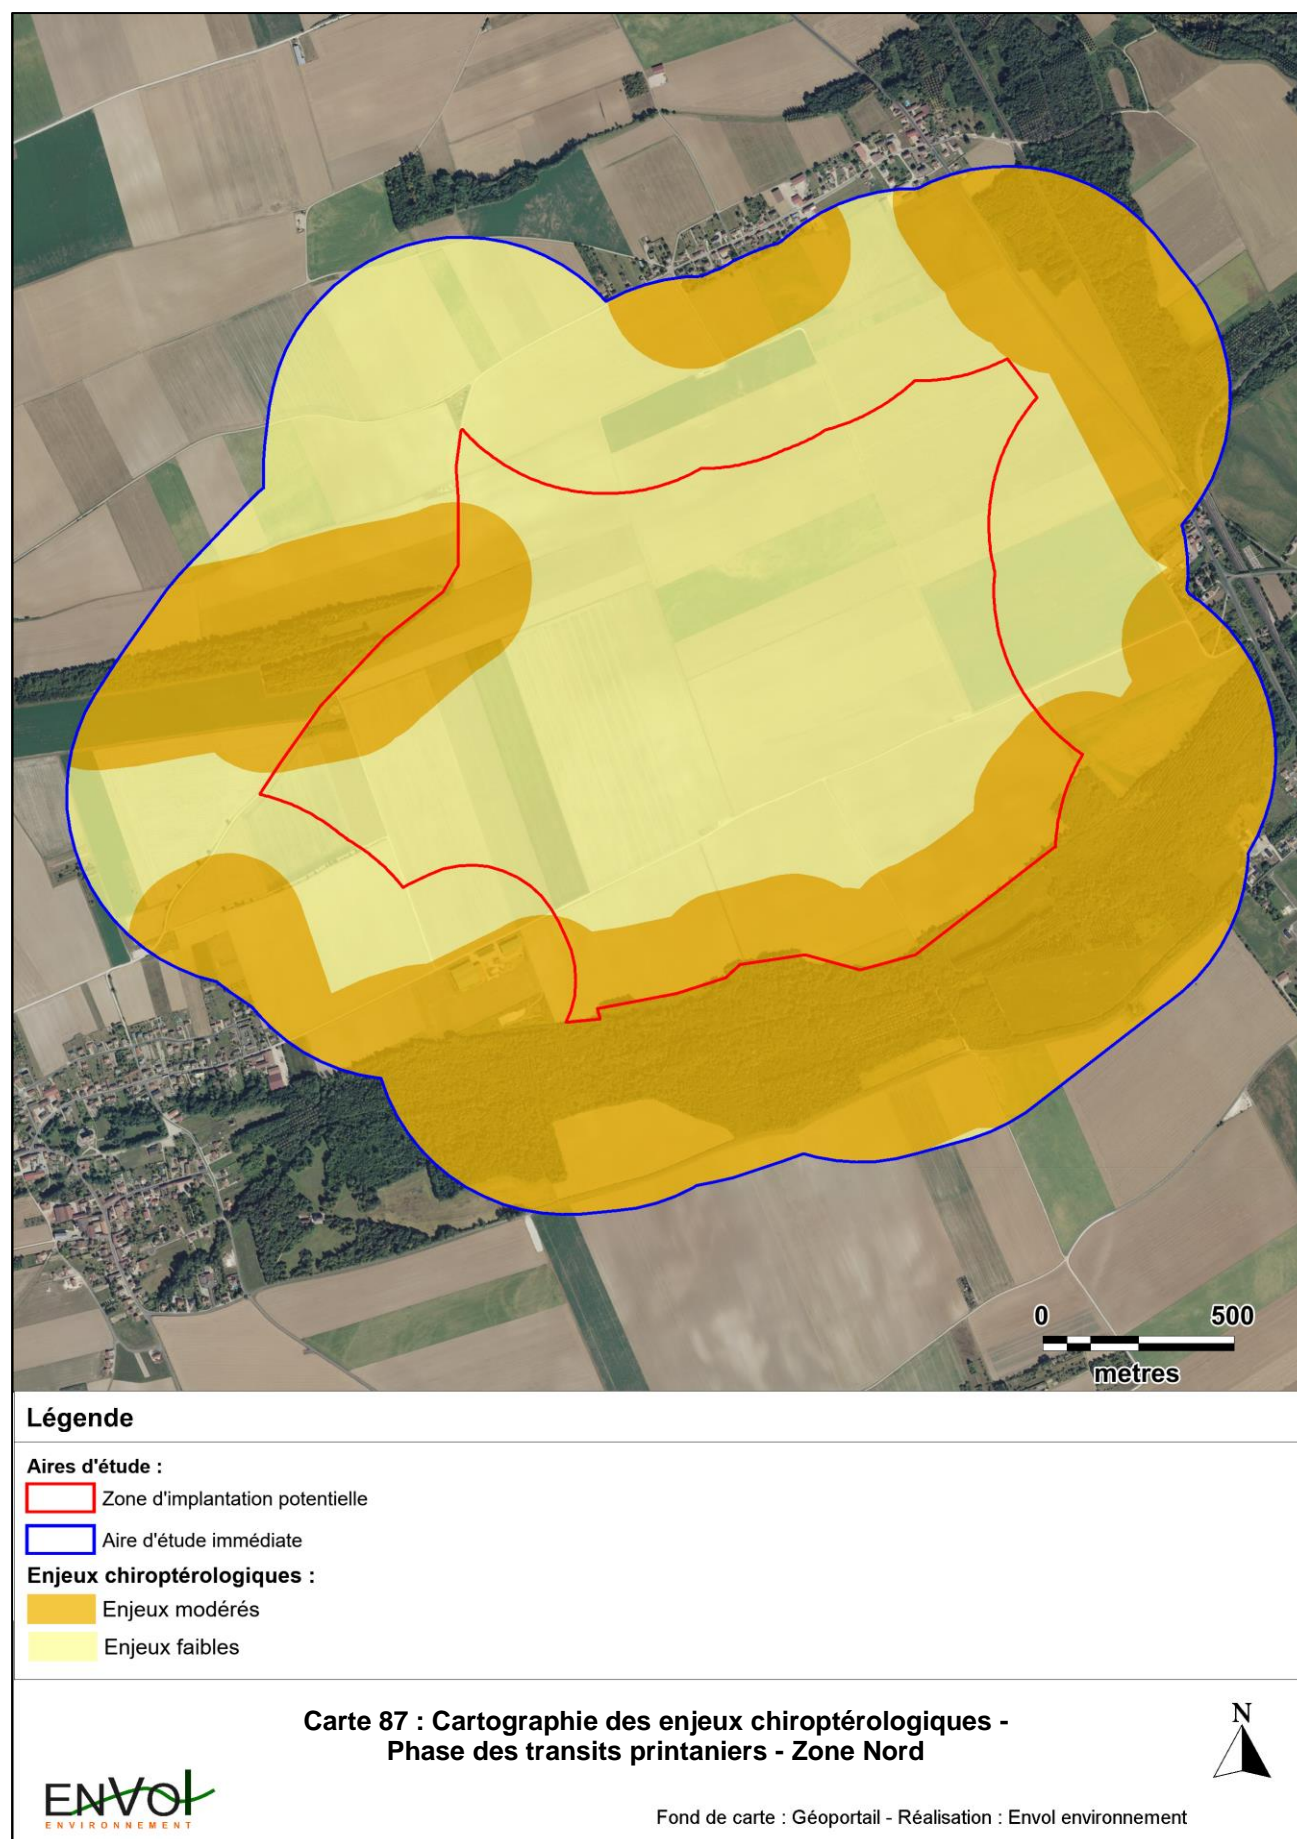 0 500
metres
Légende
Aires d'étude :
Zone d'implantation potentielle
Aire d'étude immédiate
Enjeux chiroptérologiques :
Enjeux modérés
Enjeux faibles
Carte 87 : Cartographie des enjeux chiroptérologiques -
Phase des transits printaniers - Zone Nord
N
ENVOl
ENVIRONNEMENT
Fond de carte : Géoportail - Réalisation : Envol environnement